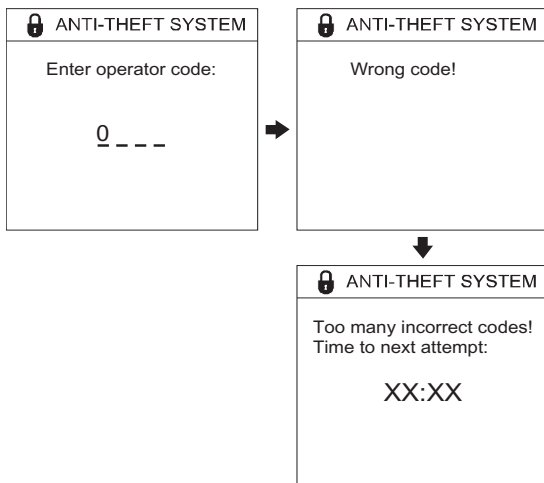 ANTI-THEFT SYSTEM
Enter operator code:
0 _ _ _
ANTI-THEFT SYSTEM
Wrong code!
ANTI-THEFT SYSTEM
Too many incorrect codes!
Time to next attempt:
XX:XX